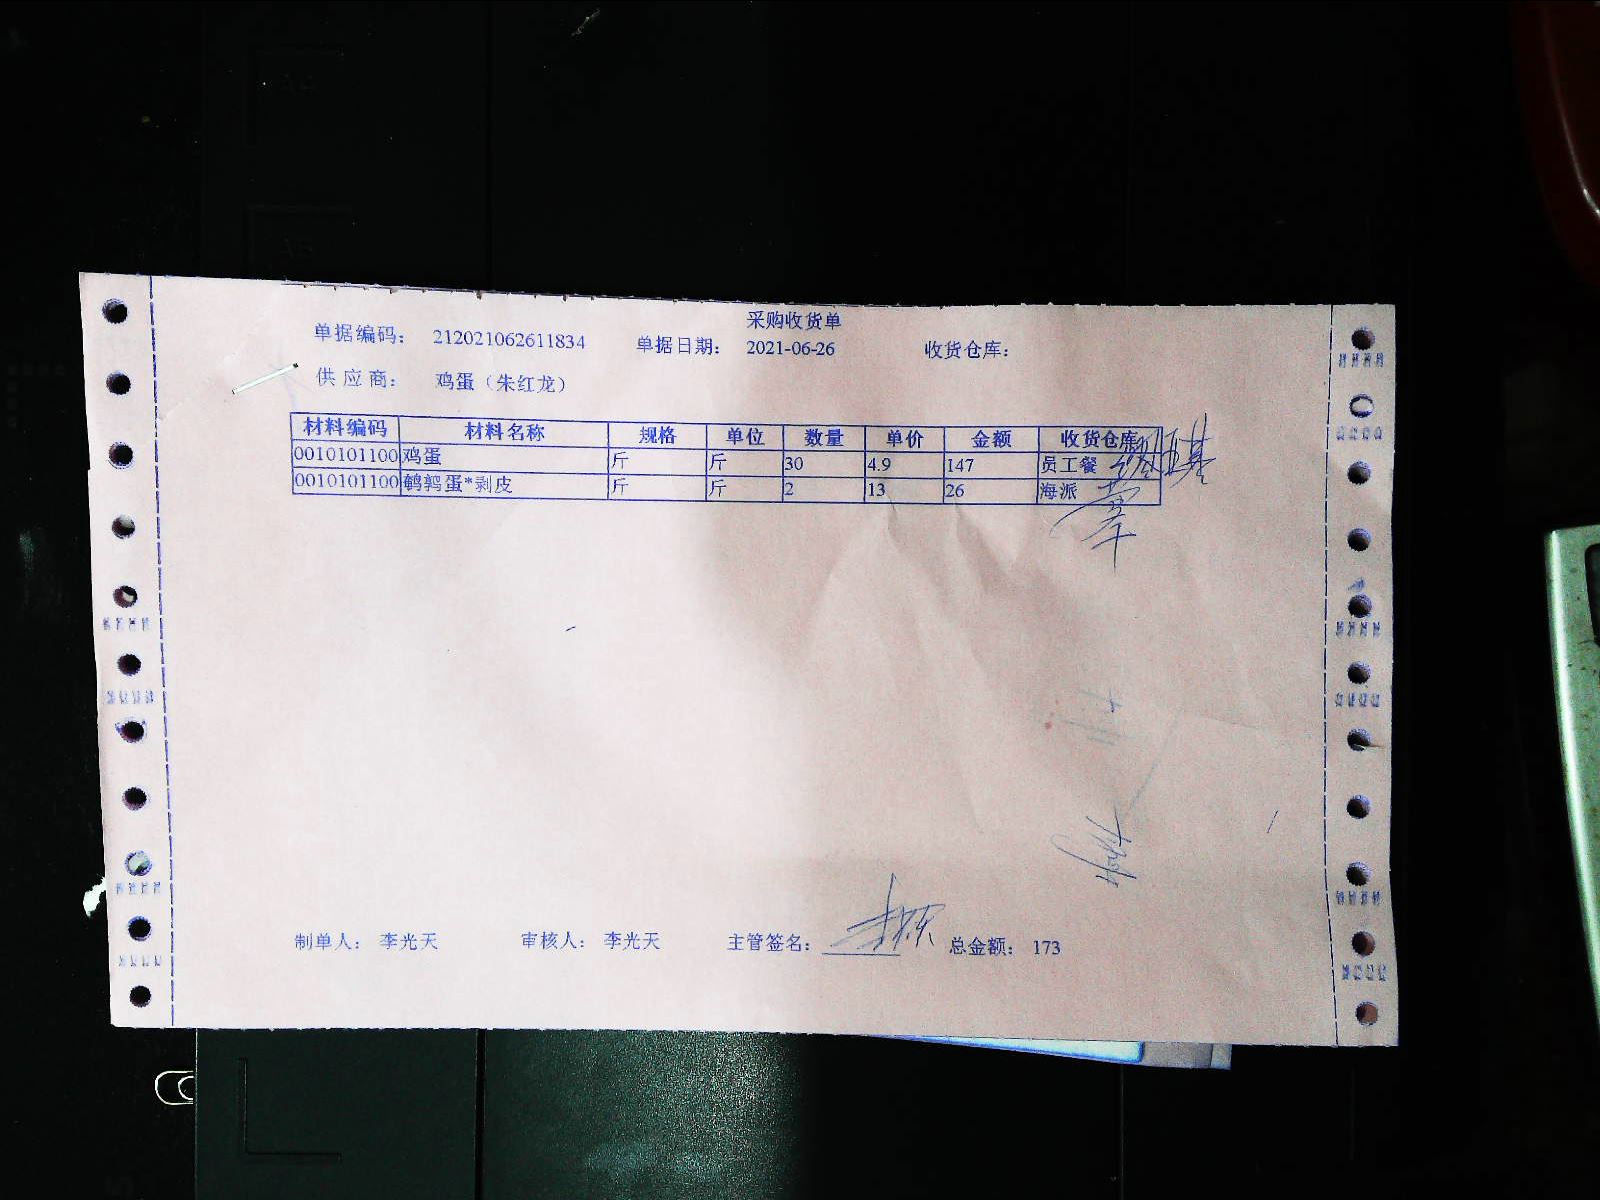 采购收货单
单据编码： 212021062611834 单据日期： 2021-06-26 收货仓库：
供应商： 鸡蛋（朱红龙）
材料编码 材料名称 规格 单位 数量 单价 金额 收货仓库
0010101100 鸡蛋 斤 斤 30 4.9 147 员工餐
0010101100 鹌鹑蛋*剥皮 斤 斤 2 13 26 海派
制单人： 李光天 审核人： 李光天 主管签名： 总金额： 173